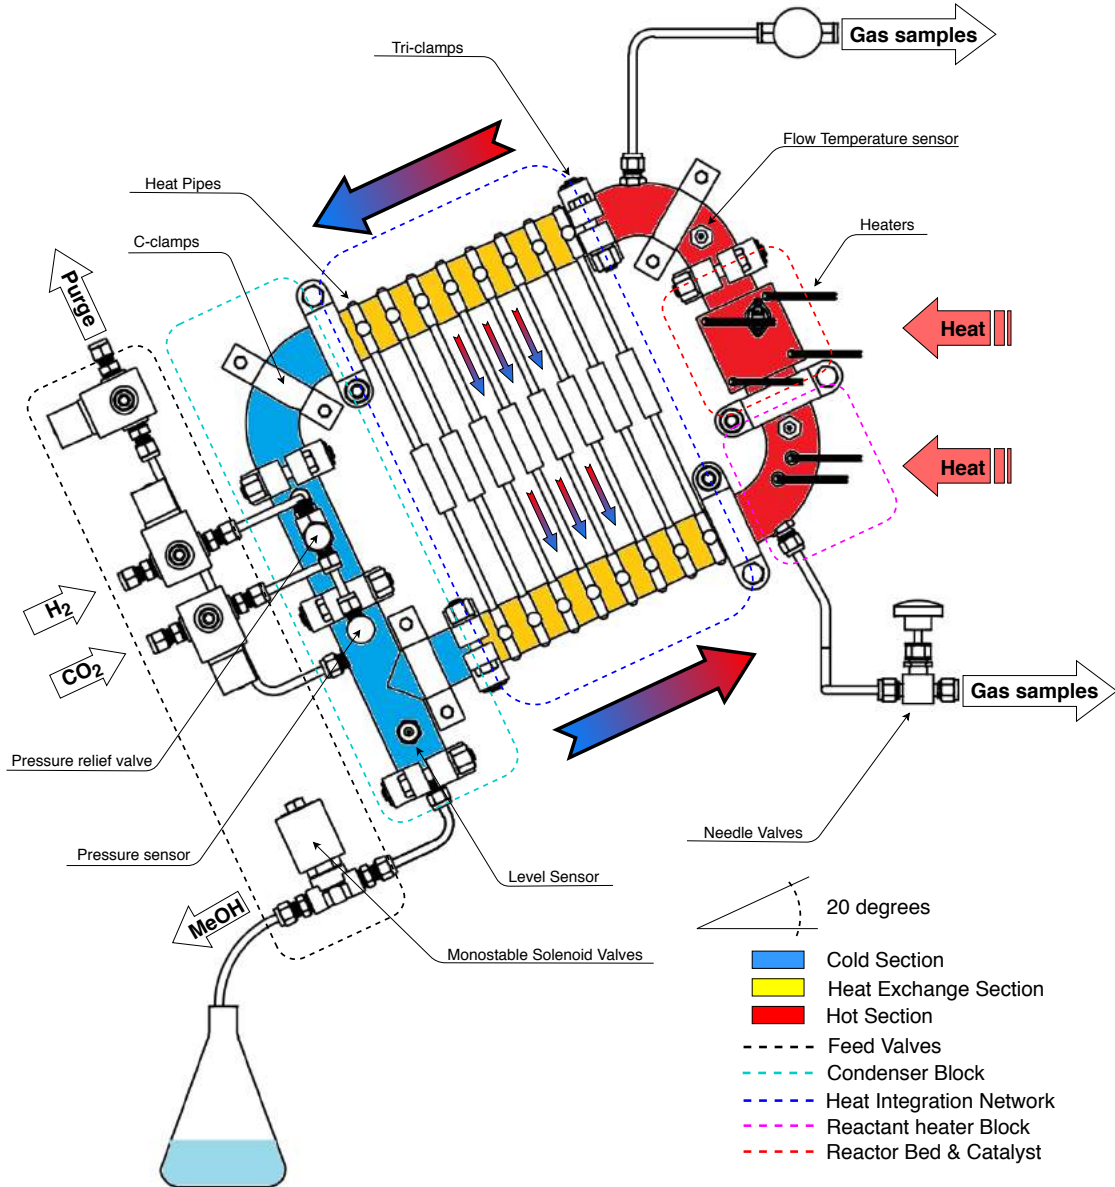 Gas samples
Tri-clamps
Flow Temperature sensor
Heat Pipes
Heaters
C-clamps
Purge
Heat
Heat
H2
CO2
Gas samples
Pressure relief valve
Needle Valves
Pressure sensor
Level Sensor
MeOH
20 degrees
Monostable Solenoid Valves
Cold Section
Heat Exchange Section
Hot Section
Feed Valves
Condenser Block
Heat Integration Network
Reactant heater Block
Reactor Bed & Catalyst